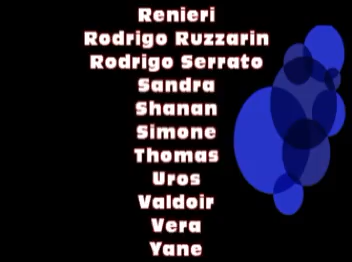 Renieri
Rodrigo Ruzzarin
Rodrigo Serrato
Sandra
Shanan
Simone
Thomas
Uros
Valdoir
Vera
Yane